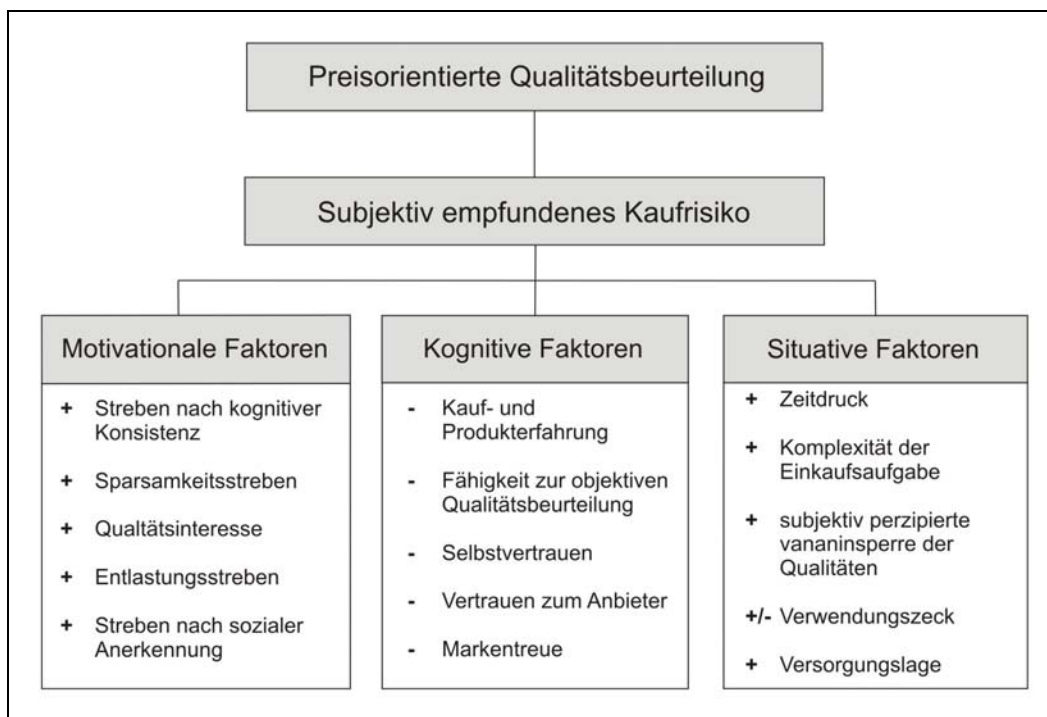 Preisorientierte Qualitätsbeurteilung
Subjektiv empfundenes Kaufrisiko
Motivationale Faktoren
+ Streben nach kognitiver
Konsistenz
+ Sparsamkeitsstreben
+ Qualtätsinteresse
+ Entlastungsstreben
+ Streben nach sozialer
Anerkennung
Kognitive Faktoren
- Kauf- und
Produkterfahrung
- Fähigkeit zur objektiven
Qualitätsbeurteilung
- Selbstvertrauen
- Vertrauen zum Anbieter
- Markentreue
Situative Faktoren
+ Zeitdruck
+ Komplexität der
Einkaufsaufgabe
+ subjektiv perzipierte
vananinsperre der
Qualitäten
+/- Verwendungszeck
+ Versorgungslage